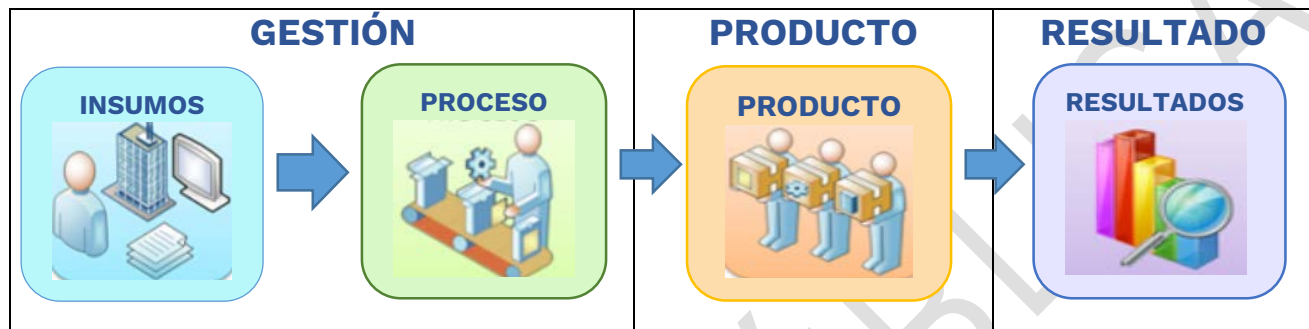 GESTIÓN
PRODUCTO
RESULTADO
INSUMOS
PROCESO
PRODUCTO
RESULTADOS